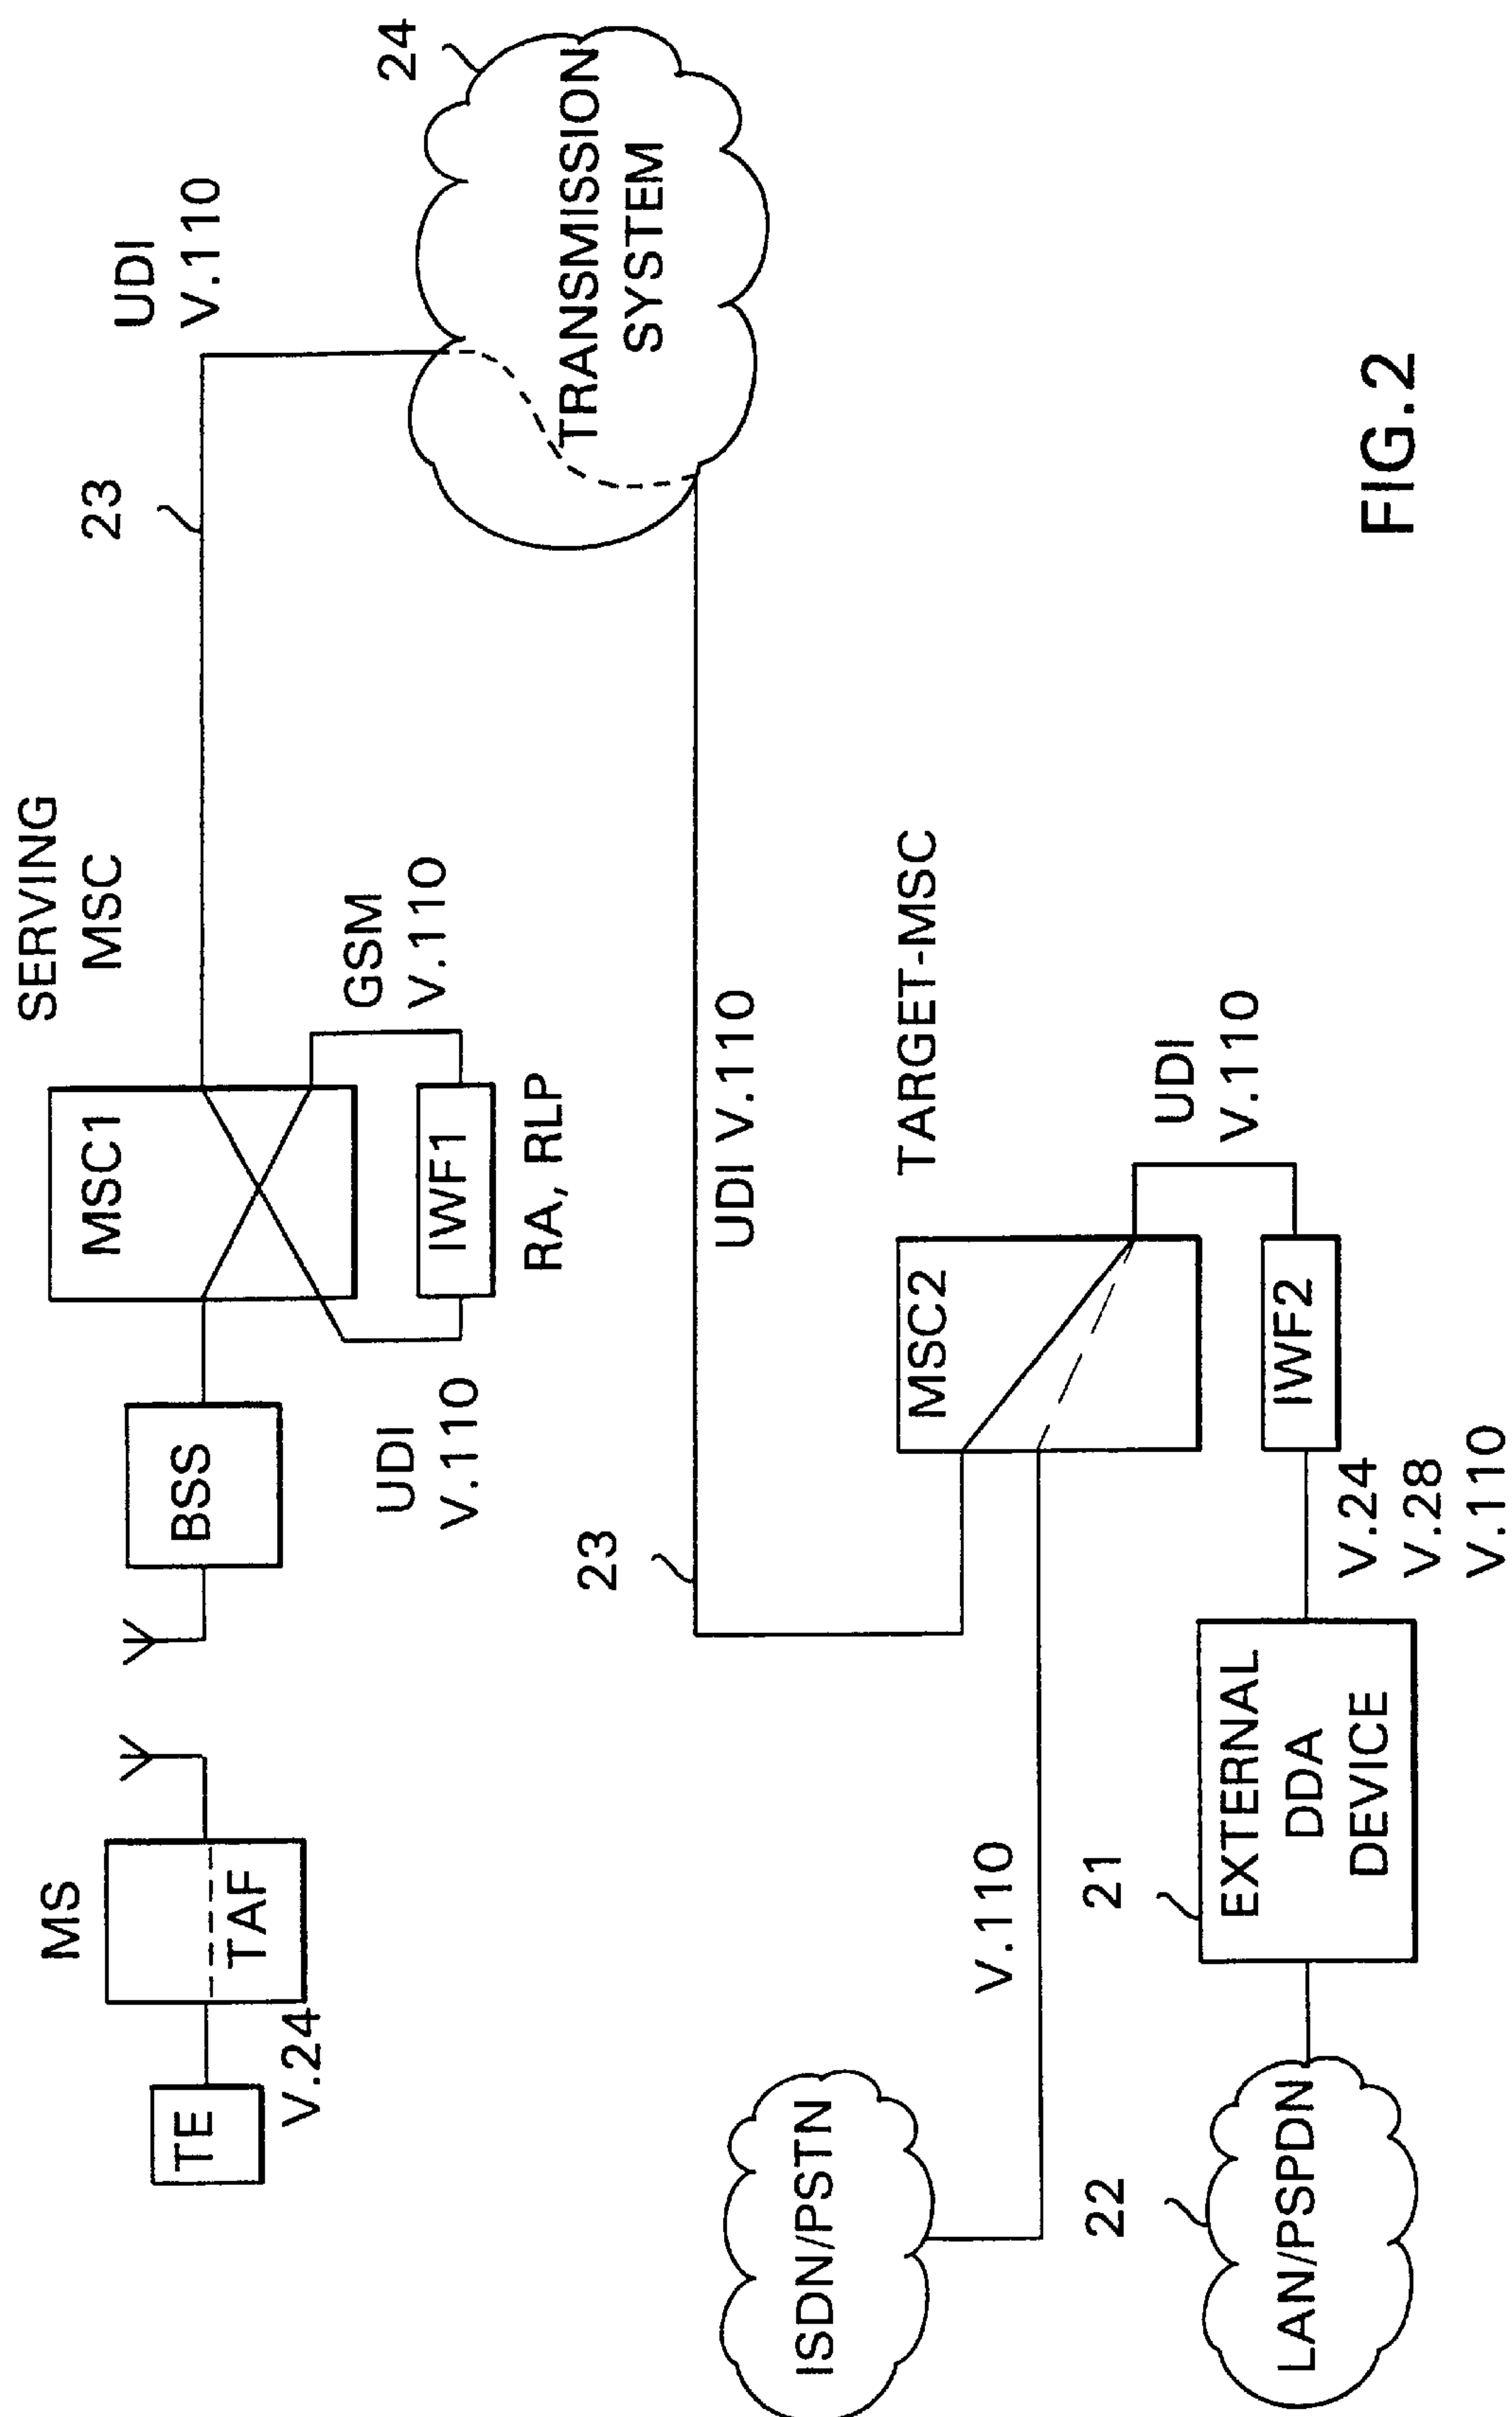 SERVING
MSC
MS
MSC1
UDI
V.110
23
TE
V.24
TAF
BSS
GSM
V.110
UDI
V.110
IWF1
RA, RLP
24
TRANSMISSION
SYSTEM
23
UDI V.110
ISDN/PSTN
V.110
MSC2
TARGET-MSC
UDI
V.110
22
LAN/PSPDN
21
EXTERNAL
DDA
DEVICE
IWF2
V.24
V.28
V.110
FIG.2